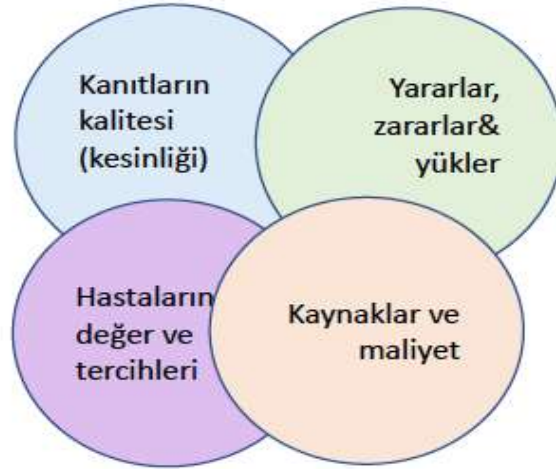 Kanıtların
kalitesi
(kesinliği)
Yararlar,
zararlar&
yükler
Hastaların
değer ve
tercihleri
Kaynaklar ve
maliyet